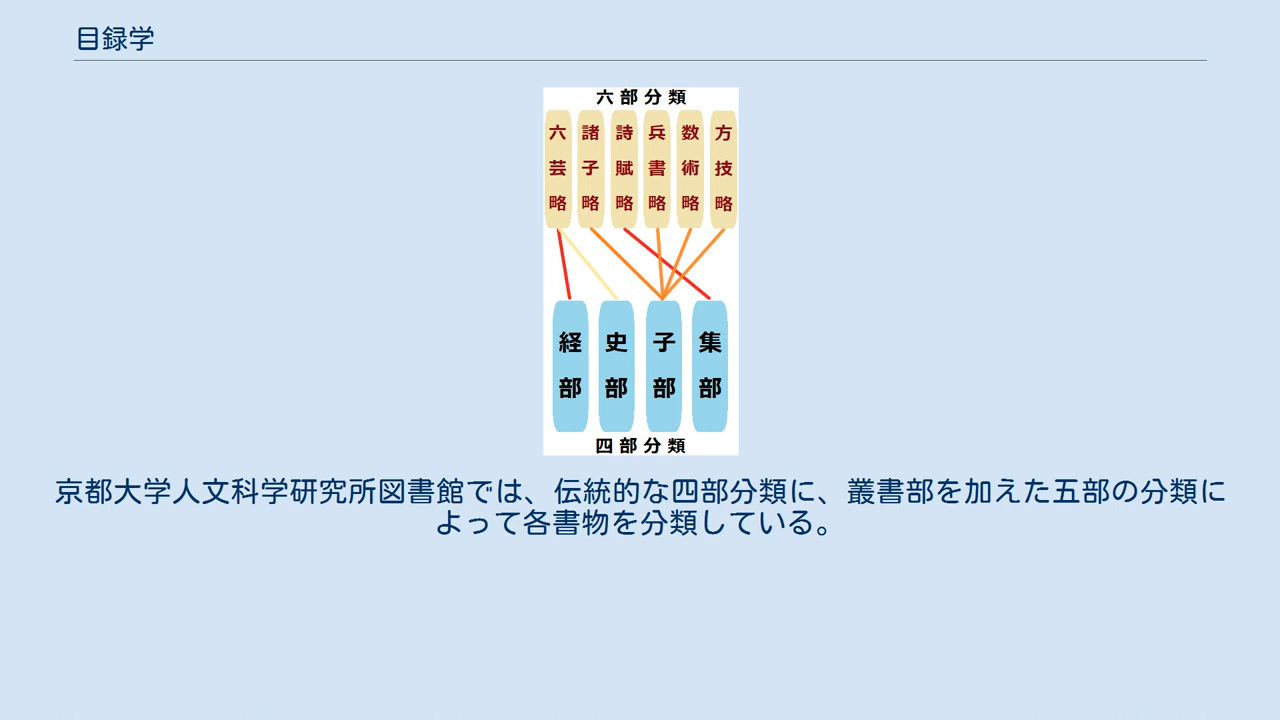 目録学
六部分類
六芸略
諸子略
詩賦略
兵書略
数術略
方技略
経部
史部
子部
集部
四部分類
京都大学人文科学研究所図書館では、伝統的な四部分類に、叢書部を加えた五部の分類に
よって各書物を分類している。